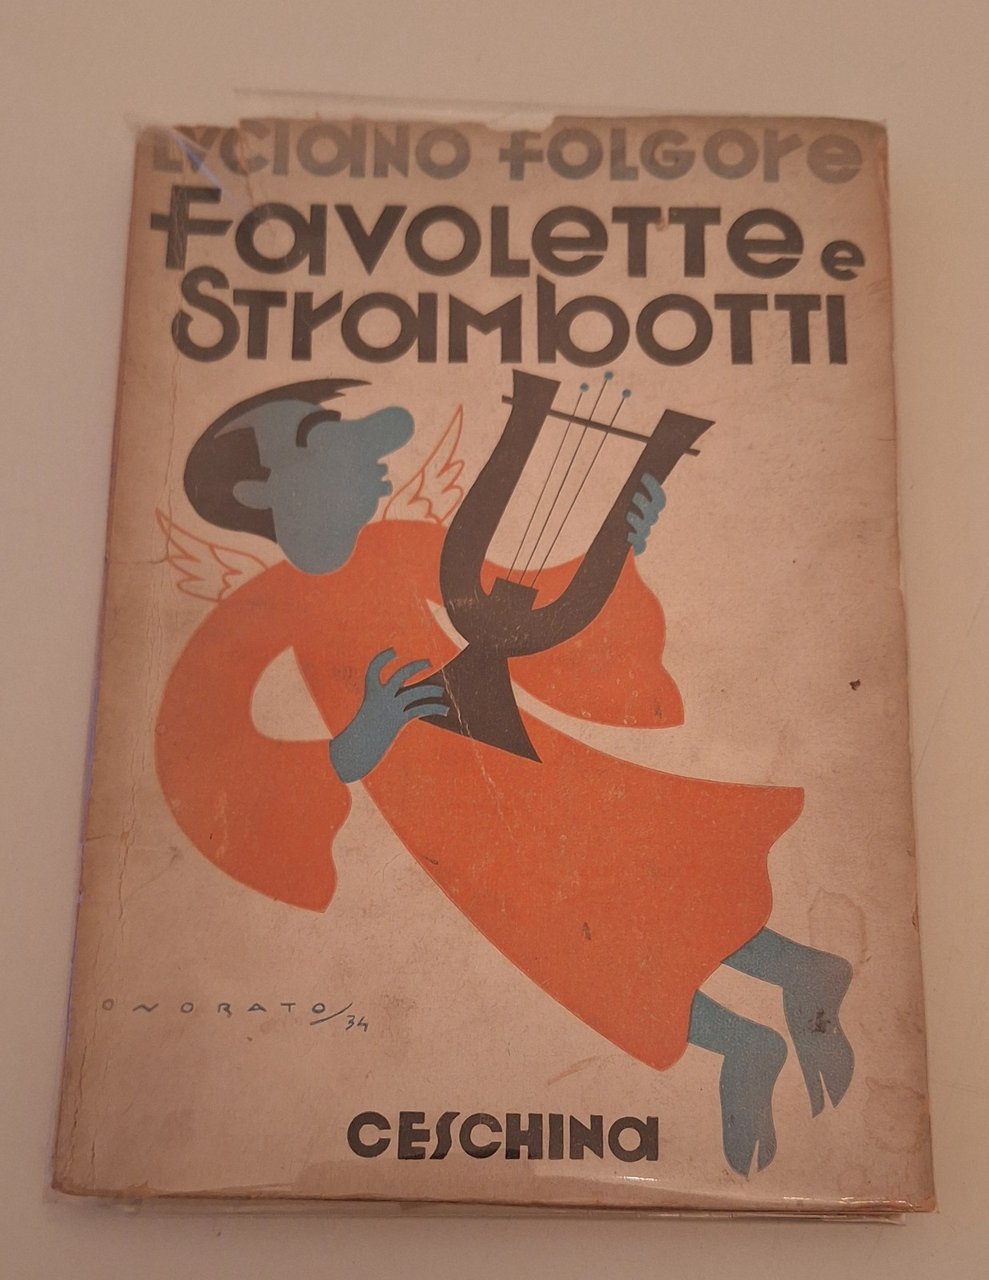 LUCIANO FOLGORE
FAVOLETTE e
STRAMBOTTI
ONORATO/34
CESCHINA